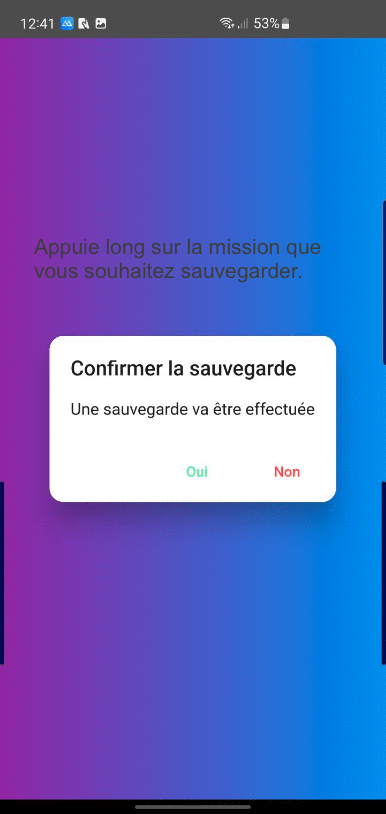 12:41
53%
Appuie long sur la mission que
vous souhaitez sauvegarder.
Confirmer la sauvegarde
Une sauvegarde va être effectuée
Oui
Non